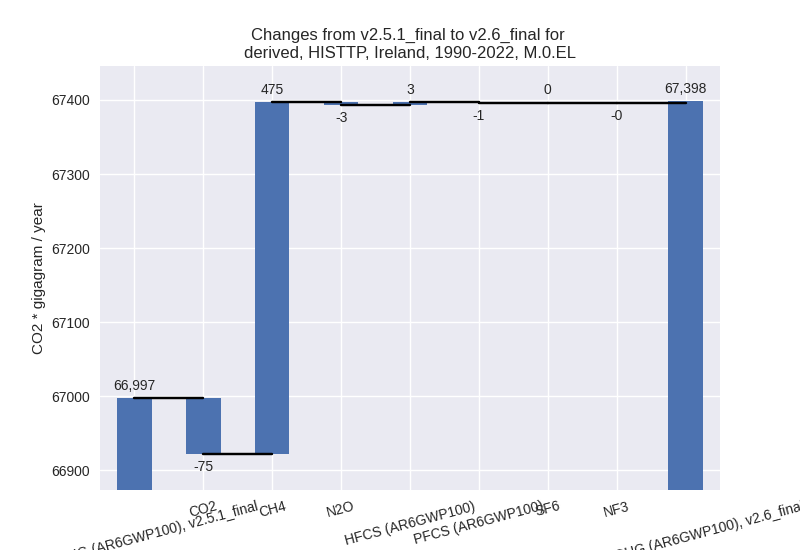 Changes from v2.5.1_final to v2.6_final for
derived, HISTTP, Ireland, 1990-2022, M.0.EL
CO2 * gigagram / year
67400
67300
67200
67100
67000
66900
66,997
-75
475
-3
3
-1
0
-0
67,398
(AR6GWP100), v2.5.1_final
CO2
CH4
N2O
HFCS (AR6GWP100)
PFCS (AR6GWP100)
SF6
NF3
(AR6GWP100), v2.6_final